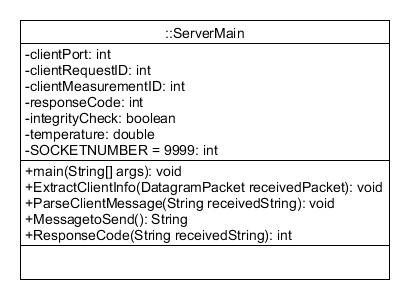 ::ServerMain
-clientPort: int
-clientRequestID: int
-clientMeasurementID: int
-responseCode: int
-integrityCheck: boolean
-temperature: double
-SOCKETNUMBER = 9999: int
+main(String[] args): void
+ExtractClientInfo(DatagramPacket receivedPacket): void
+ParseClientMessage(String receivedString): void
+MessagetoSend(): String
+ResponseCode(String receivedString): int